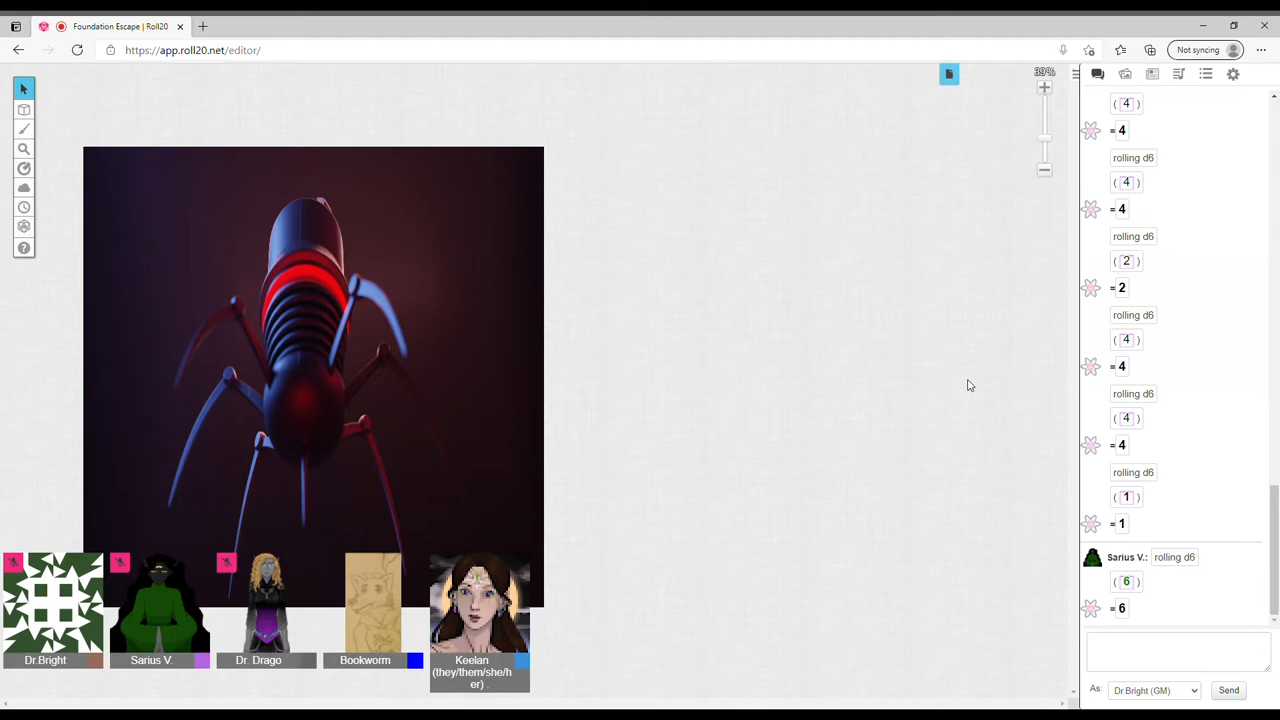 Foundation Escape | Roll20
https://app.roll20.net/editor/
Not syncing
39%
( 4 )
= 4
rolling d6
( 4 )
= 4
rolling d6
( 2 )
= 2
rolling d6
( 4 )
= 4
rolling d6
( 4 )
= 4
rolling d6
( 1 )
= 1
Sarius V.: rolling d6
( 6 )
= 6
Dr.Bright
Sarius V.
Dr. Drago
Bookworm
Keelan
(they/them/she/h
er) .
As: Dr.Bright (GM) Send